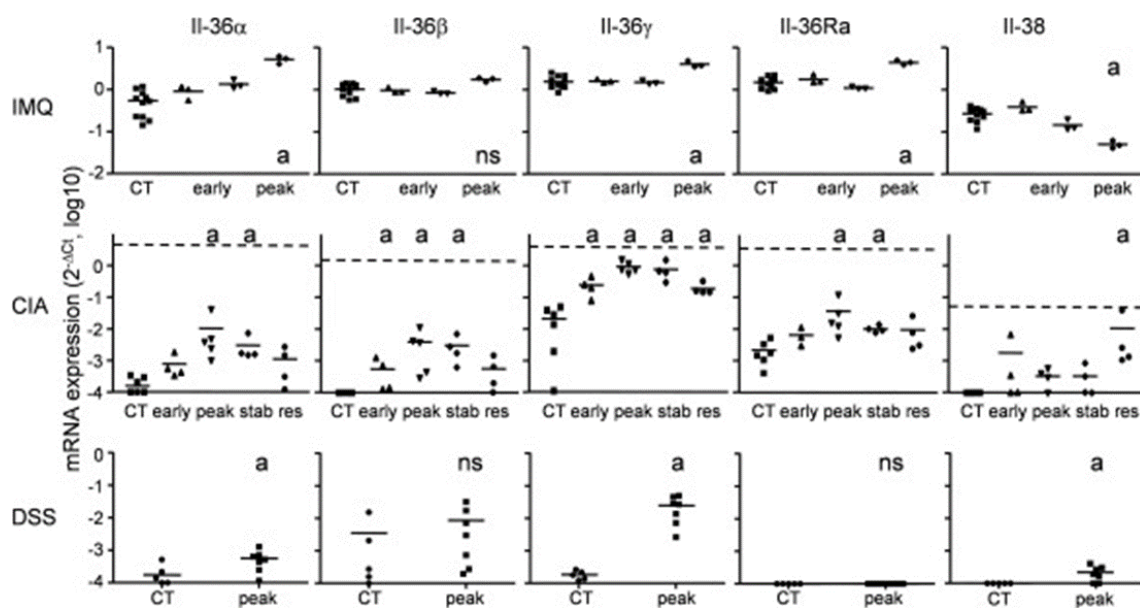 Il-36α Il-36β Il-36γ Il-36Ra Il-38
mRNA expression (2-ΔCt, log10)
IMQ
1
0
-1
-2
a ns a a a
CT early peak CT early peak CT early peak CT early peak CT early peak
CIA
0
-1
-2
-3
-4
a a a a a a a a a a a a
CT early peak stab res CT early peak stab res CT early peak stab res CT early peak stab res CT early peak stab res
DSS
0
-1
-2
-3
-4
a ns a ns a
CT peak CT peak CT peak CT peak CT peak